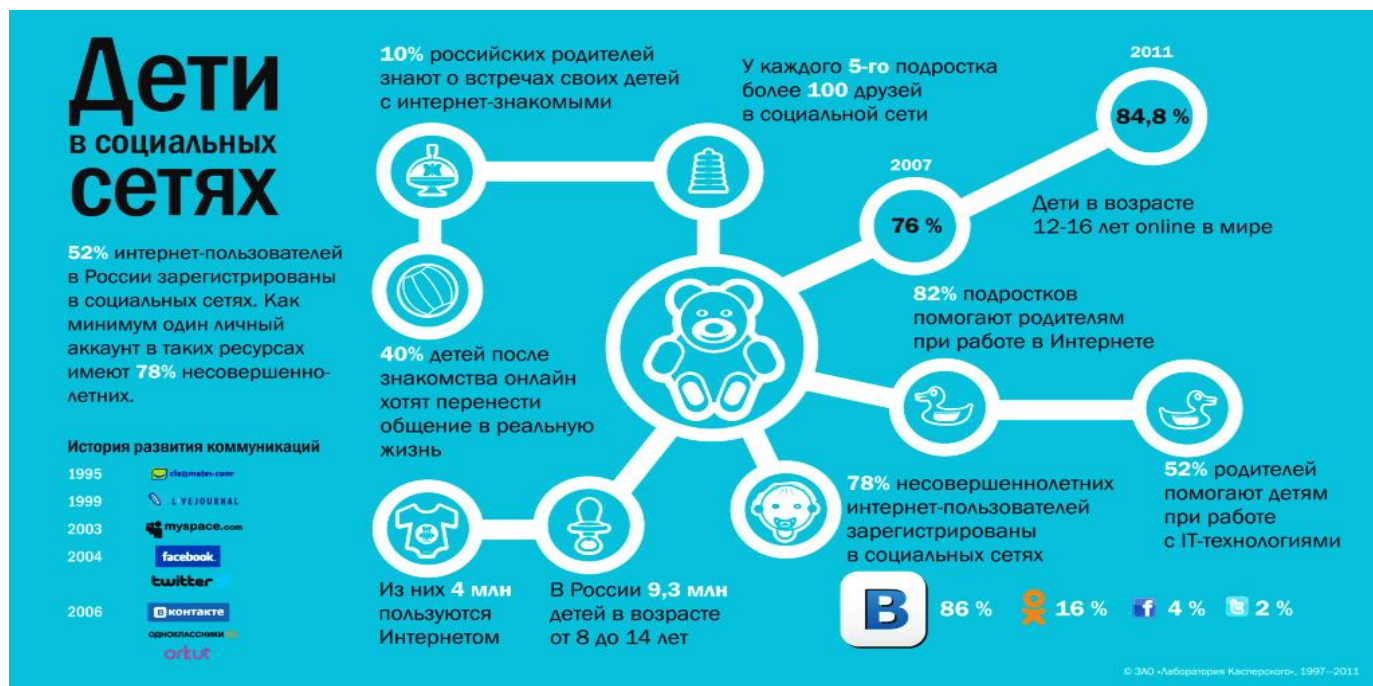 Дети
в социальных
сетях
52% интернет-пользователей
в России зарегистрированы
в социальных сетях. Как
минимум один личный
аккаунт в таких ресурсах
имеют 78% несовершенно-
летних.
История развития коммуникаций
1995 classmates.com
1999 LIVEJOURNAL
2003 myspace.com
2004 facebook
twitter
2006 В контакте
одноклассники.ru
orkut
10% российских родителей
знают о встречах своих детей
с интернет-знакомыми
40% детей после
знакомства онлайн
хотят перенести
общение в реальную
жизнь
Из них 4 млн
пользуются
Интернетом
В России 9,3 млн
детей в возрасте
от 8 до 14 лет
У каждого 5-го подростка
более 100 друзей
в социальной сети
2007
76 %
2011
84,8 %
Дети в возрасте
12-16 лет online в мире
82% подростков
помогают родителям
при работе в Интернете
52% родителей
помогают детям
при работе
с IT-технологиями
78% несовершеннолетних
интернет-пользователей
зарегистрированы
в социальных сетях
В 86 % 16 % f 4 % t 2 %
© ЗАО «Лаборатория Касперского», 1997–2011